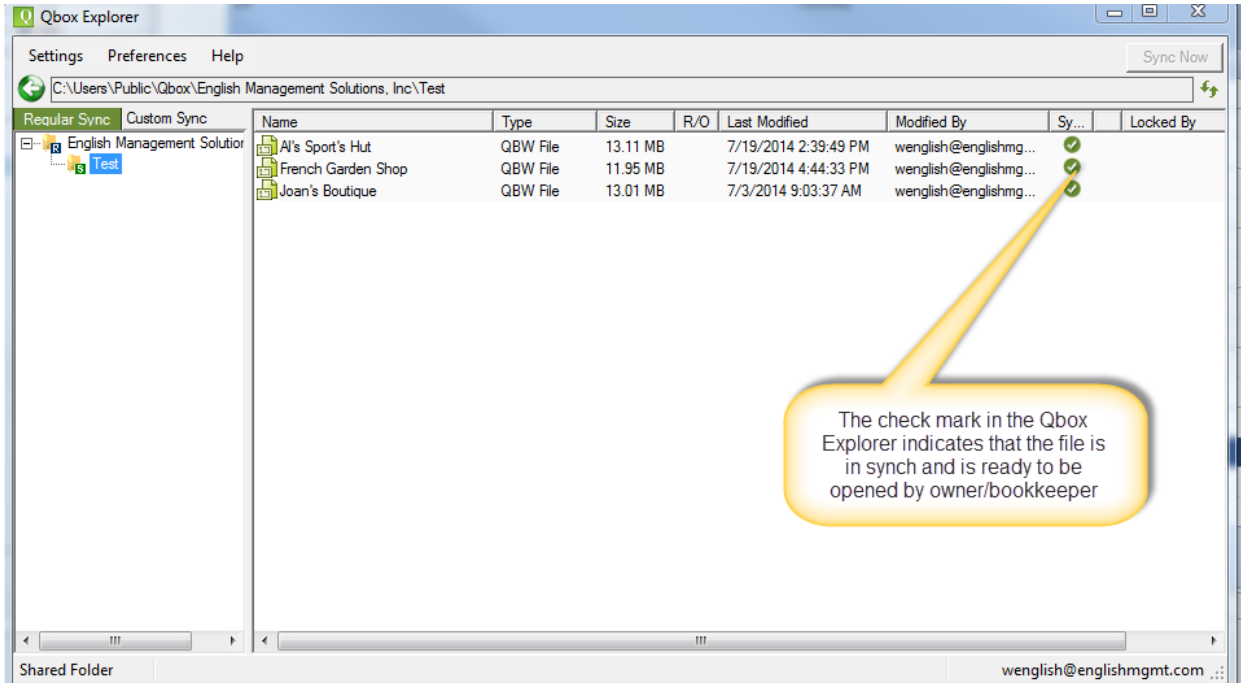 Qbox Explorer
Settings Preferences Help Sync Now
C:\Users\Public\Qbox\English Management Solutions, Inc\Test
Regular Sync Custom Sync
Name Type Size R/O Last Modified Modified By Sy... Locked By
English Management Solution
Test
Al's Sport's Hut QBW File 13.11 MB 7/19/2014 2:39:49 PM wenglish@englishmg...
French Garden Shop QBW File 11.95 MB 7/19/2014 4:44:33 PM wenglish@englishmg...
Joan's Boutique QBW File 13.01 MB 7/3/2014 9:03:37 AM wenglish@englishmg...
The check mark in the Qbox
Explorer indicates that the file is
in synch and is ready to be
opened by owner/bookkeeper
Shared Folder wenglish@englishmgmt.com